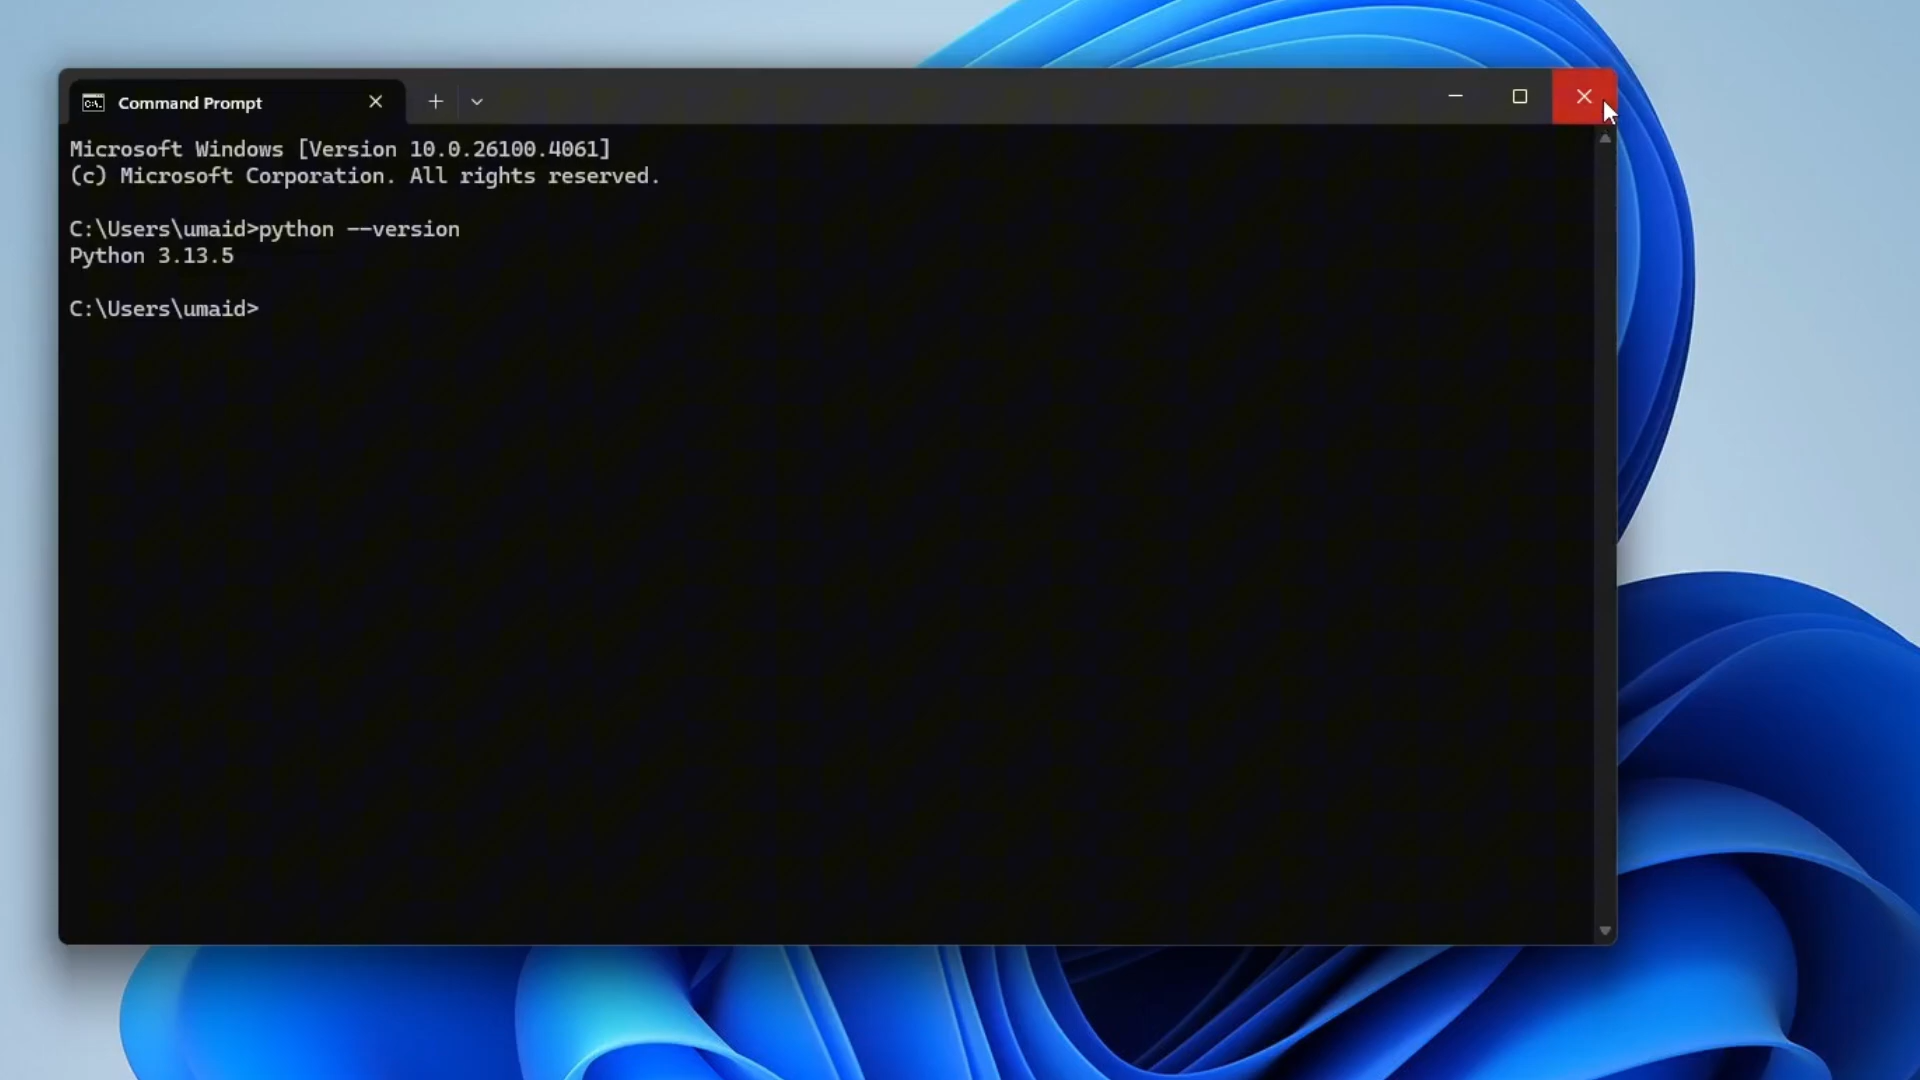 Command Prompt
Microsoft Windows [Version 10.0.26100.4061]
(c) Microsoft Corporation. All rights reserved.
C:\Users\umaid>python --version
Python 3.13.5
C:\Users\umaid>